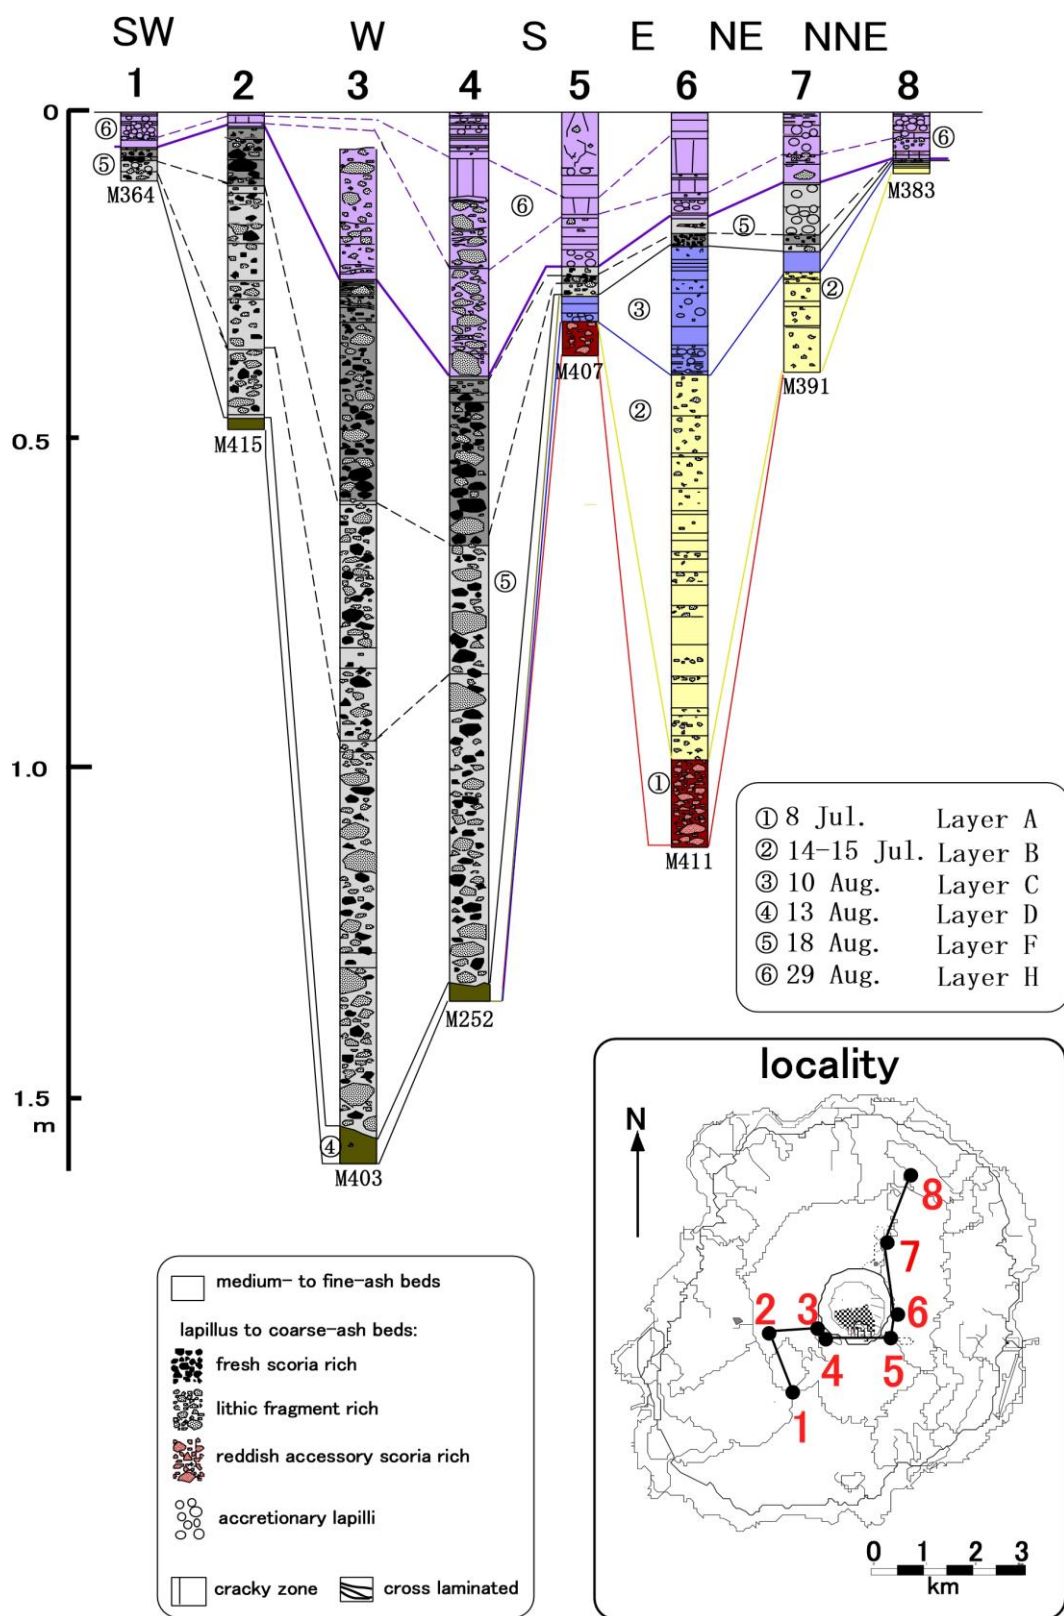 SW W S E NE NNE
1 2 3 4 5 6 7 8
0
⑥
⑤
M364
⑥
⑥
M383
⑤
②
③
M407
M391
②
0.5
M415
⑤
1.0
①
M411
M252
1.5
m
④
M403
① 8 Jul. Layer A
② 14-15 Jul. Layer B
③ 10 Aug. Layer C
④ 13 Aug. Layer D
⑤ 18 Aug. Layer F
⑥ 29 Aug. Layer H
medium- to fine-ash beds
lapillus to coarse-ash beds:
fresh scoria rich
lithic fragment rich
reddish accessory scoria rich
accretionary lapilli
cracky zone cross laminated
locality
N
8
7
6
2 3
4 5
1
0 1 2 3
km